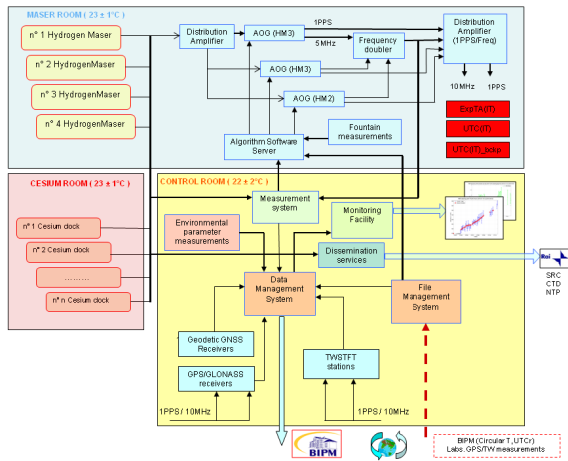 MASER ROOM ( 23 ± 1°C )
n° 1 Hydrogen Maser
n° 2 HydrogenMaser
n° 3 HydrogenMaser
n° 4 HydrogenMaser
Distribution
Amplifier
AOG (HM3)
1PPS
5 MHz
Frequency
doubler
Distribution
Amplifier
(1PPS/Freq)
AOG (HM3)
AOG (HM2)
10MHz
1PPS
ExpTA(IT)
UTC(IT)
UTC(IT)_bckp
Algorithm Software
Server
Fountain
measurements
CESIUM ROOM ( 23 ± 1°C )
n° 1 Cesium clock
n° 2 Cesium clock
.........
n° n Cesium clock
CONTROL ROOM ( 22 ± 2°C )
Environmental
parameter
measurements
Measurement
system
Monitoring
Facility
Dissemination
services
Rai
SRC
CTD
NTP
Data
Management
System
File
Management
System
Geodetic GNSS
Receivers
GPS/GLONASS
receivers
TWSTFT
stations
1PPS / 10MHz
1PPS / 10MHz
BIPM
BIPM (Circular T, UTCr)
Labs. GPS/TW measurements